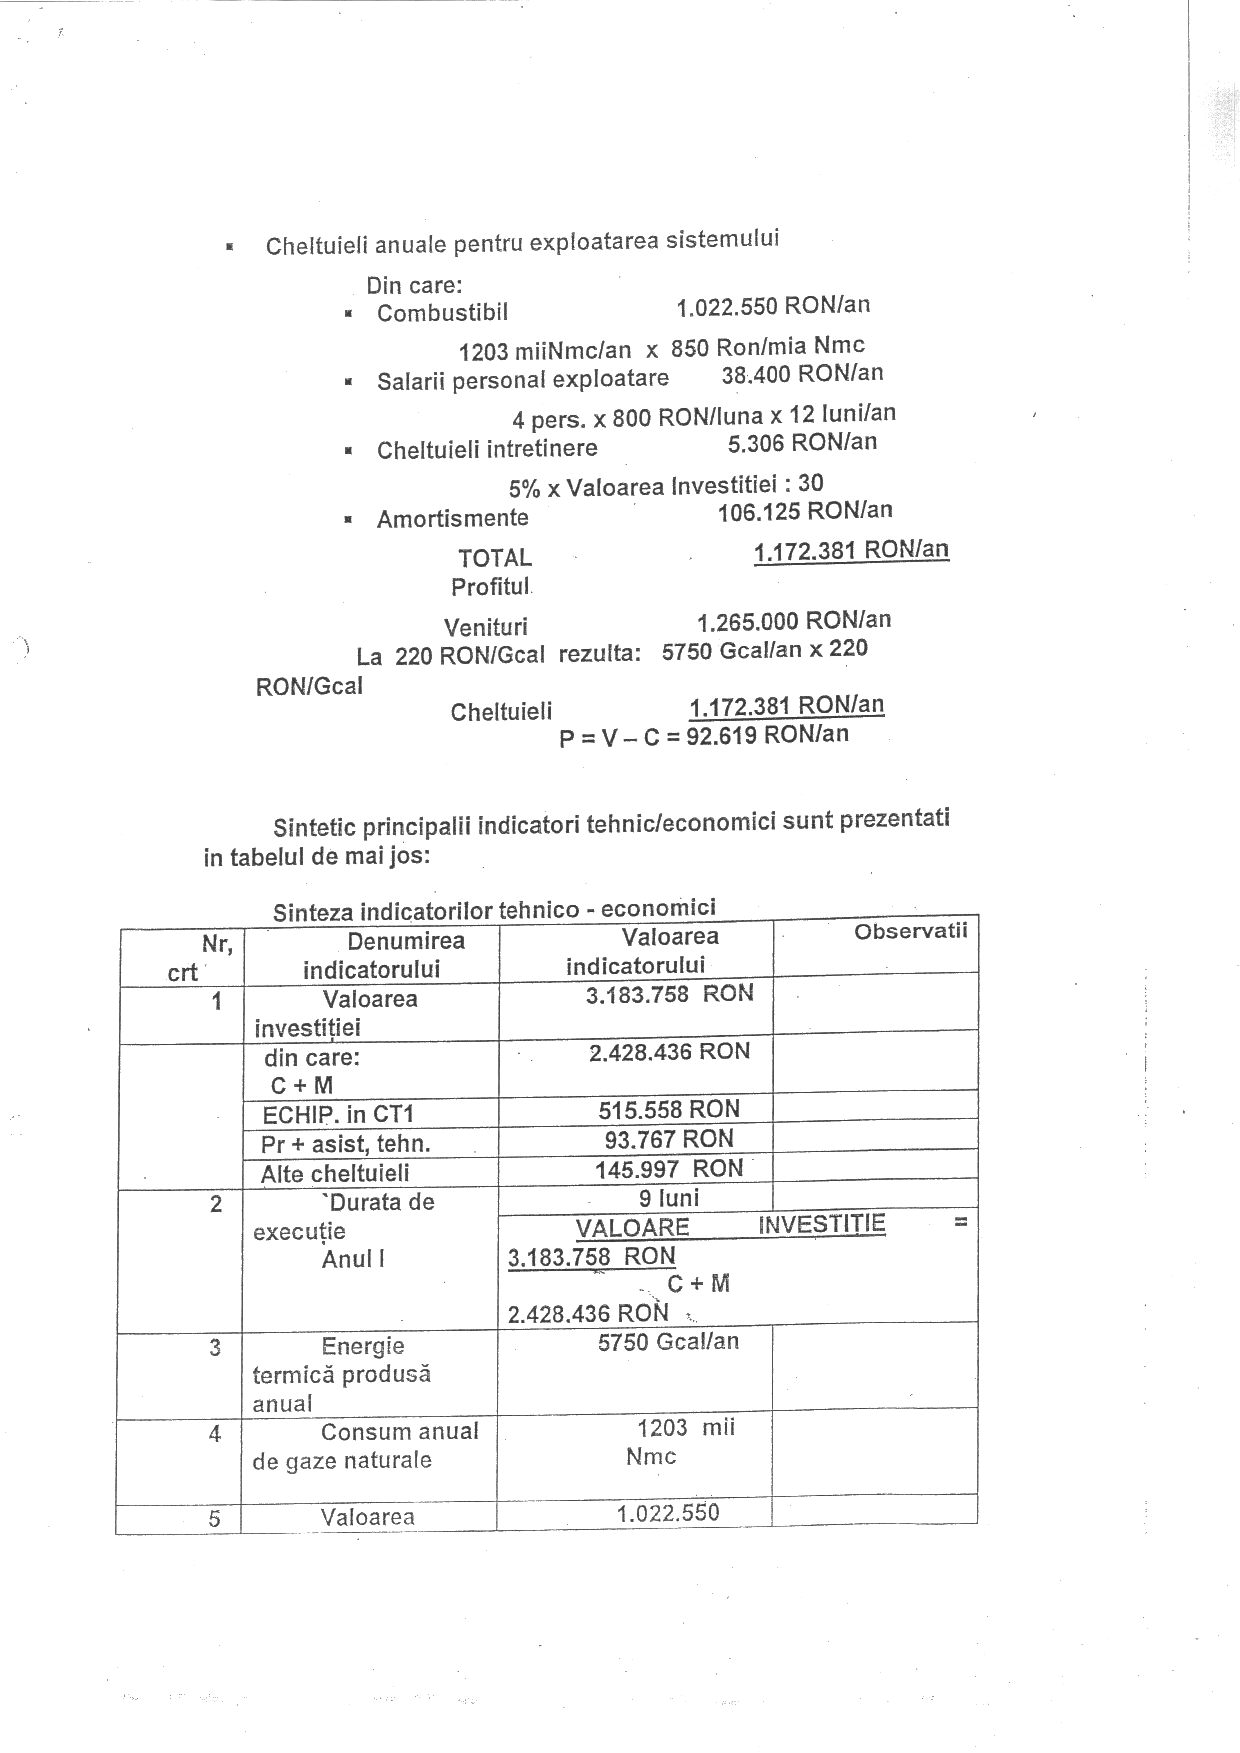 ▪ Cheltuieli anuale pentru exploatarea sistemului
Din care:
▪ Combustibil 1.022.550 RON/an
1203 miiNmc/an x 850 Ron/mia Nmc
▪ Salarii personal exploatare 38.400 RON/an
4 pers. x 800 RON/luna x 12 luni/an
▪ Cheltuieli intretinere 5.306 RON/an
5% x Valoarea Investitiei : 30
▪ Amortismente 106.125 RON/an
TOTAL 1.172.381 RON/an
Profitul
Venituri 1.265.000 RON/an
La 220 RON/Gcal rezulta: 5750 Gcal/an x 220
RON/Gcal
Cheltuieli 1.172.381 RON/an
P = V – C = 92.619 RON/an
Sintetic principalii indicatori tehnic/economici sunt prezentati
in tabelul de mai jos:
Sinteza indicatorilor tehnico - economici
Nr, Denumirea Valoarea Observatii
crt indicatorului indicatorului
1 Valoarea 3.183.758 RON
investiției
din care: 2.428.436 RON
C + M
ECHIP. in CT1 515.558 RON
Pr + asist, tehn. 93.767 RON
Alte cheltuieli 145.997 RON
2 `Durata de 9 luni
execuție VALOARE INVESTITIE =
Anul I 3.183.758 RON
C + M
2.428.436 RON
3 Energie 5750 Gcal/an
termică produsă
anual
4 Consum anual 1203 mii
de gaze naturale Nmc
5 Valoarea 1.022.550